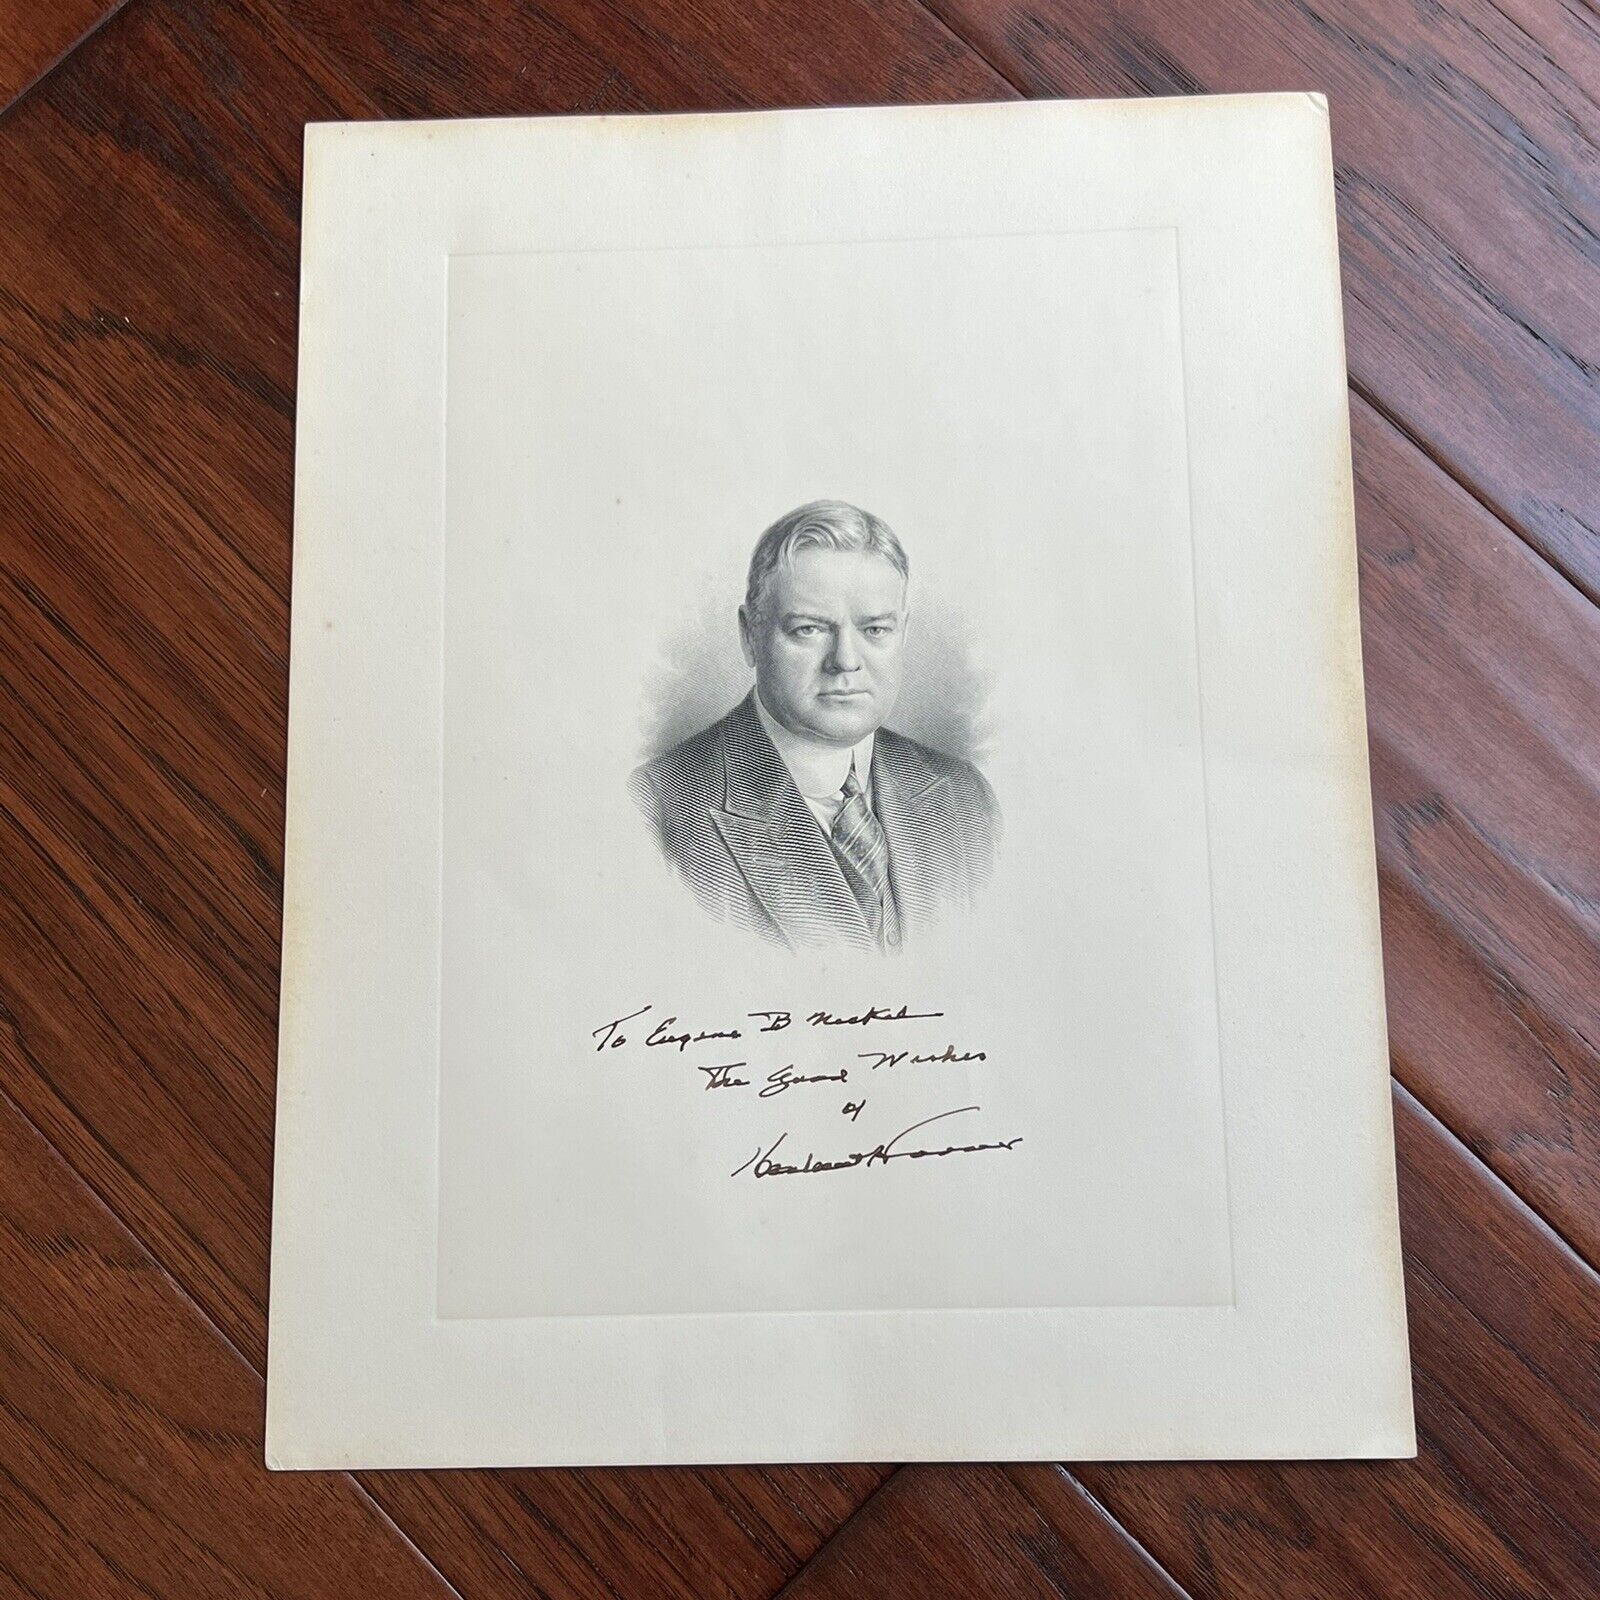 To Eugene B
The Good Wishes
of
Herbert Hoover